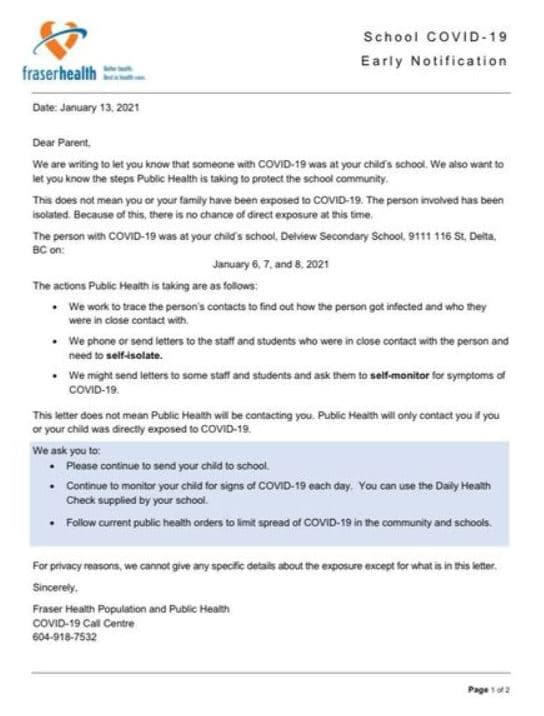 School COVID-19
Early Notification
fraserhealth
Better health.
Best in health care.
Date: January 13, 2021
Dear Parent,
We are writing to let you know that someone with COVID-19 was at your child's school. We also want to
let you know the steps Public Health is taking to protect the school community.
This does not mean you or your family have been exposed to COVID-19. The person involved has been
isolated. Because of this, there is no chance of direct exposure at this time.
The person with COVID-19 was at your child's school, Delview Secondary School, 9111 116 St, Delta,
BC on:
January 6, 7, and 8, 2021
The actions Public Health is taking are as follows:
• We work to trace the person's contacts to find out how the person got infected and who they
were in close contact with.
• We phone or send letters to the staff and students who were in close contact with the person and
need to self-isolate.
• We might send letters to some staff and students and ask them to self-monitor for symptoms of
COVID-19.
This letter does not mean Public Health will be contacting you. Public Health will only contact you if you
or your child was directly exposed to COVID-19.
We ask you to:
• Please continue to send your child to school.
• Continue to monitor your child for signs of COVID-19 each day. You can use the Daily Health
Check supplied by your school.
• Follow current public health orders to limit spread of COVID-19 in the community and schools.
For privacy reasons, we cannot give any specific details about the exposure except for what is in this letter.
Sincerely,
Fraser Health Population and Public Health
COVID-19 Call Centre
604-918-7532
Page 1 of 2